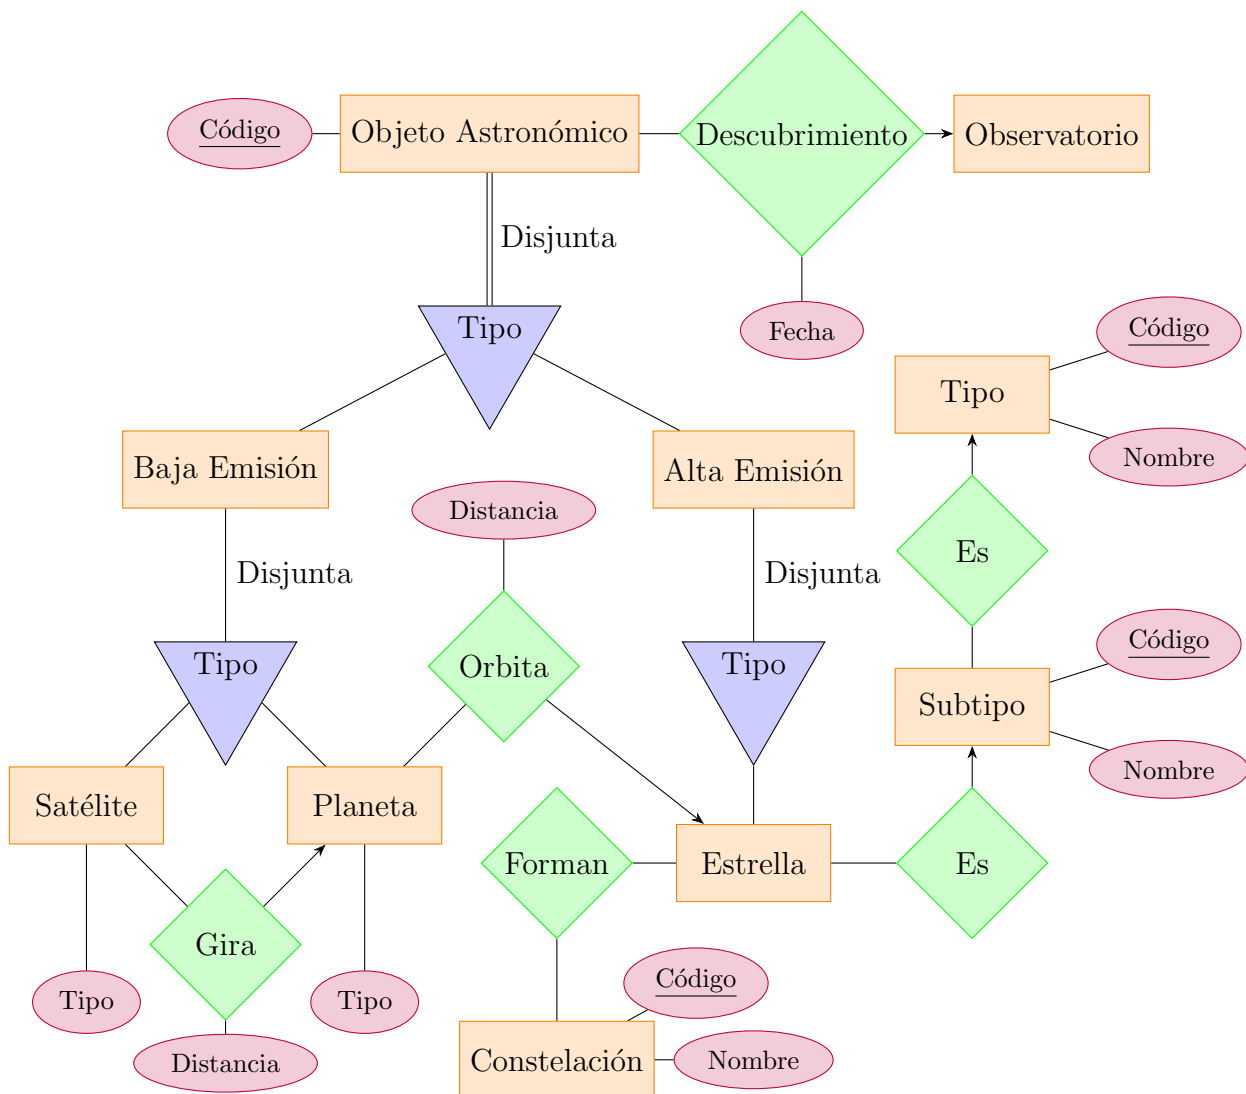 Código
Objeto Astronómico
Descubrimiento
Observatorio
Disjunta
Tipo
Fecha
Código
Tipo
Nombre
Baja Emisión
Alta Emisión
Distancia
Es
Disjunta
Disjunta
Código
Tipo
Orbita
Tipo
Subtipo
Nombre
Satélite
Planeta
Forman
Estrella
Es
Gira
Tipo
Tipo
Código
Distancia
Constelación
Nombre